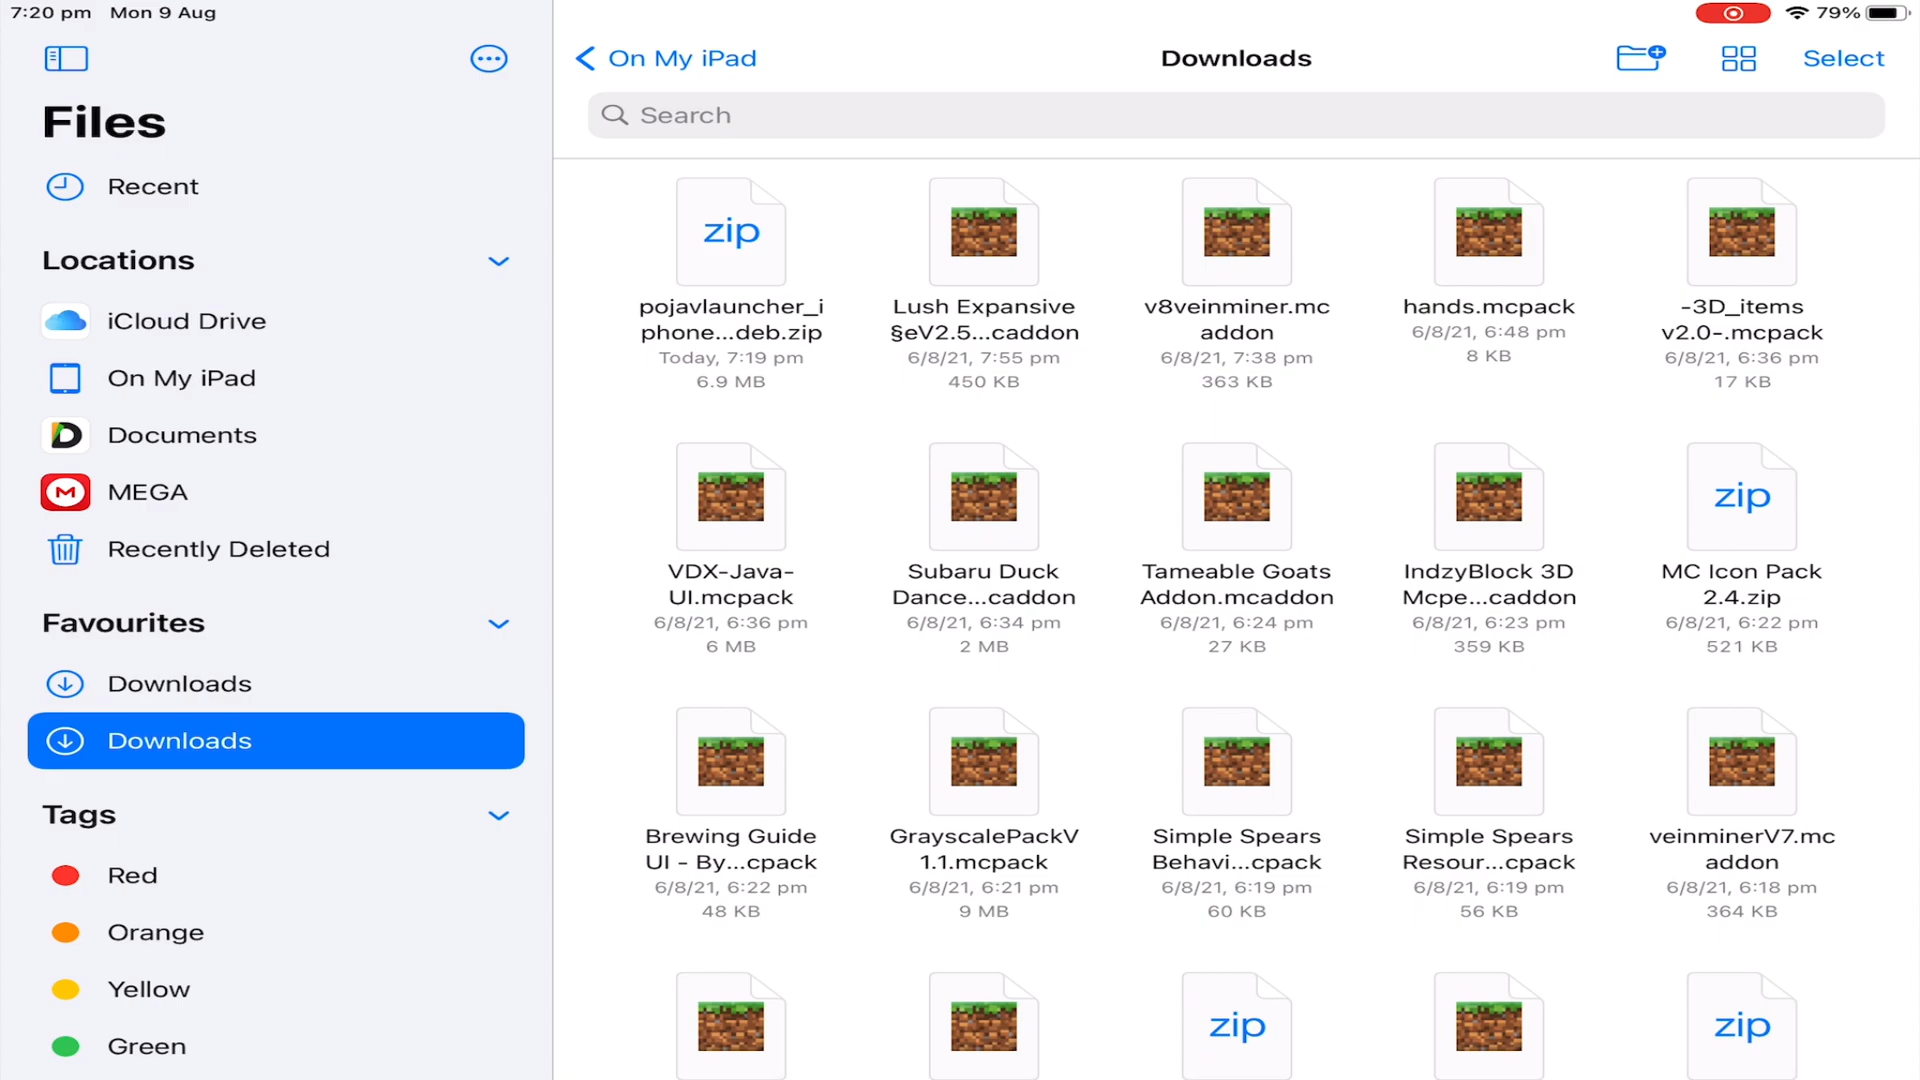 7:20 pm Mon 9 Aug
79%
Files
Recent
Locations
iCloud Drive
On My iPad
Documents
MEGA
Recently Deleted
Favourites
Downloads
Downloads
Tags
Red
Orange
Yellow
Green
On My iPad
Downloads
Select
Search
zip
pojavlauncher_i
phone...deb.zip
Today, 7:19 pm
6.9 MB
Lush Expansive
§eV2.5...caddon
6/8/21, 7:55 pm
450 KB
v8veinminer.mc
addon
6/8/21, 7:38 pm
363 KB
hands.mcpack
6/8/21, 6:48 pm
8 KB
-3D_items
v2.0-.mcpack
6/8/21, 6:36 pm
17 KB
VDX-Java-
UI.mcpack
6/8/21, 6:36 pm
6 MB
Subaru Duck
Dance...caddon
6/8/21, 6:34 pm
2 MB
Tameable Goats
Addon.mcaddon
6/8/21, 6:24 pm
27 KB
IndzyBlock 3D
Mcpe...caddon
6/8/21, 6:23 pm
359 KB
zip
MC Icon Pack
2.4.zip
6/8/21, 6:22 pm
521 KB
Brewing Guide
UI - By...cpack
6/8/21, 6:22 pm
48 KB
GrayscalePackV
1.1.mcpack
6/8/21, 6:21 pm
9 MB
Simple Spears
Behavi...cpack
6/8/21, 6:19 pm
60 KB
Simple Spears
Resour...cpack
6/8/21, 6:19 pm
56 KB
veinminerV7.mc
addon
6/8/21, 6:18 pm
364 KB
zip
zip